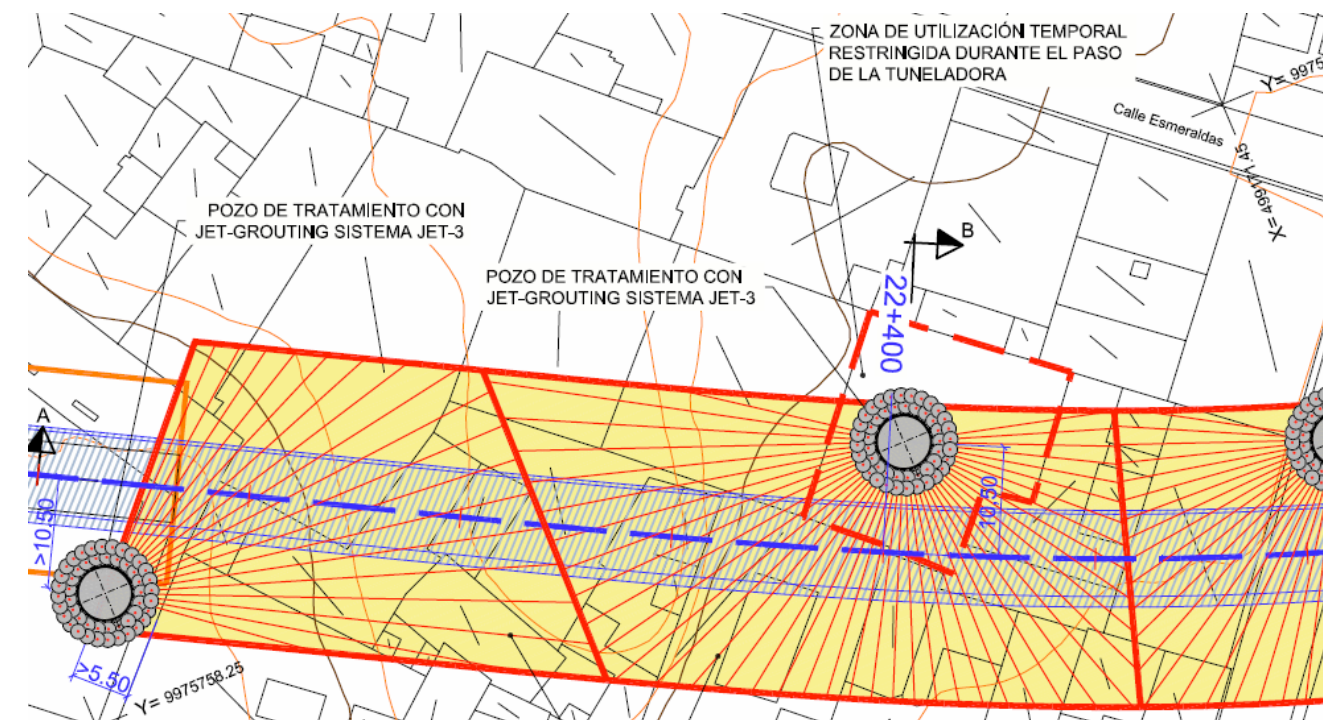 ZONA DE UTILIZACIÓN TEMPORAL
RESTRINGIDA DURANTE EL PASO
DE LA TUNELADORA
Y= 9975
Calle Esmeraldas
X=499171.45
POZO DE TRATAMIENTO CON
JET-GROUTING SISTEMA JET-3
B
POZO DE TRATAMIENTO CON
JET-GROUTING SISTEMA JET-3
22+400
A
>10.50
10.50
>5.50
Y= 9975758.25